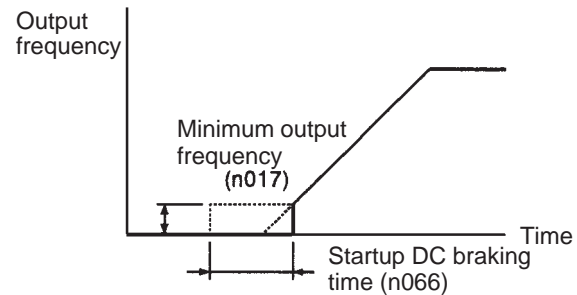 Output
frequency
Minimum output
frequency
(n017)
Time
Startup DC braking
time (n066)